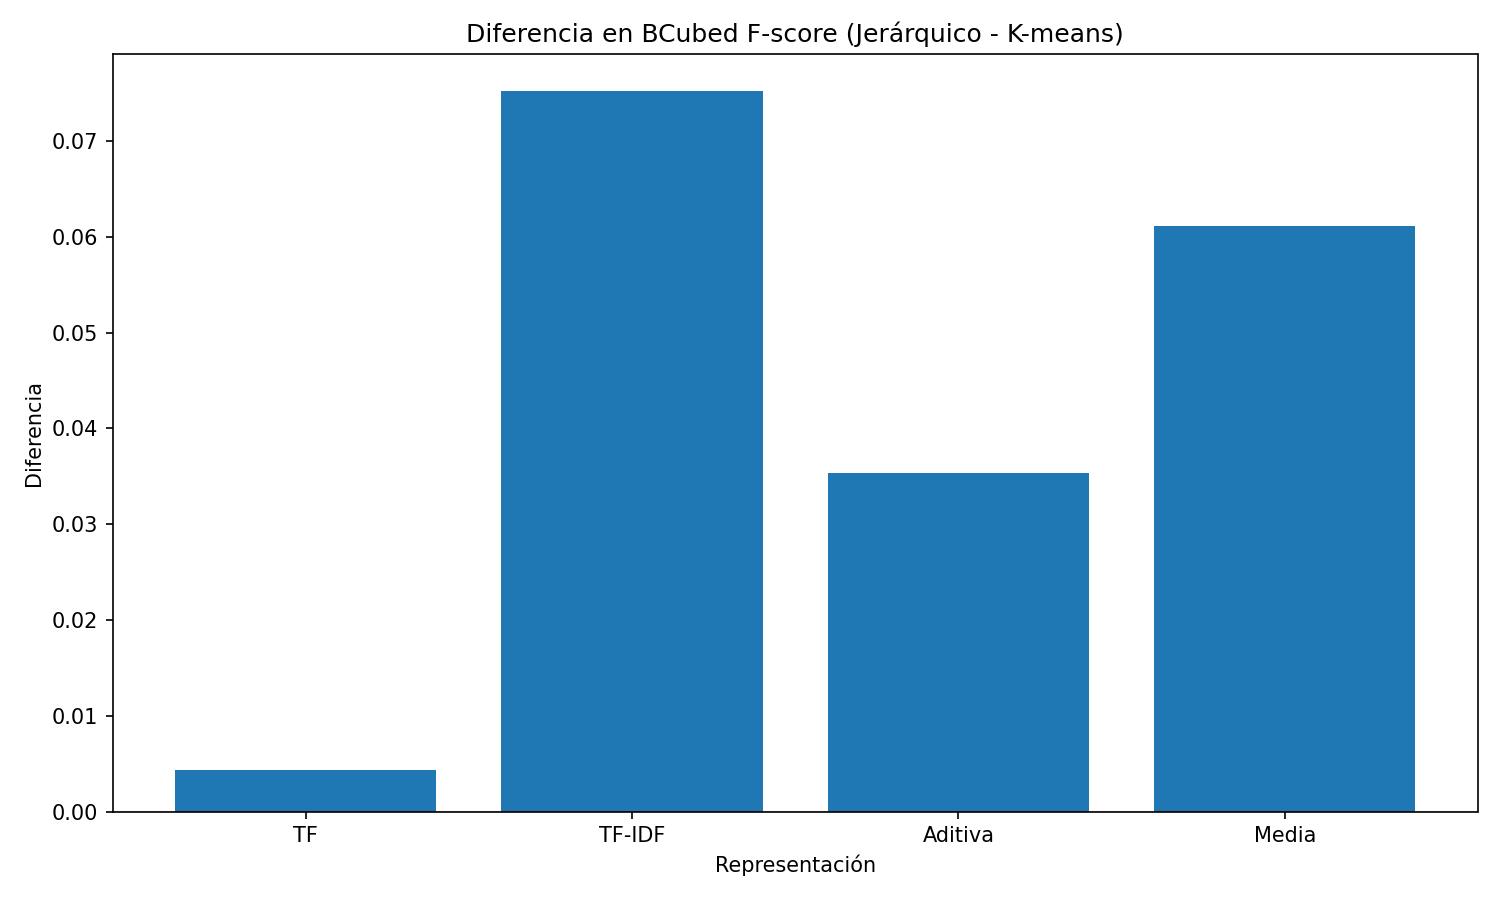 Diferencia en BCubed F-score (Jerárquico - K-means)
Diferencia
0.07
0.06
0.05
0.04
0.03
0.02
0.01
0.00
TF TF-IDF Aditiva Media
Representación